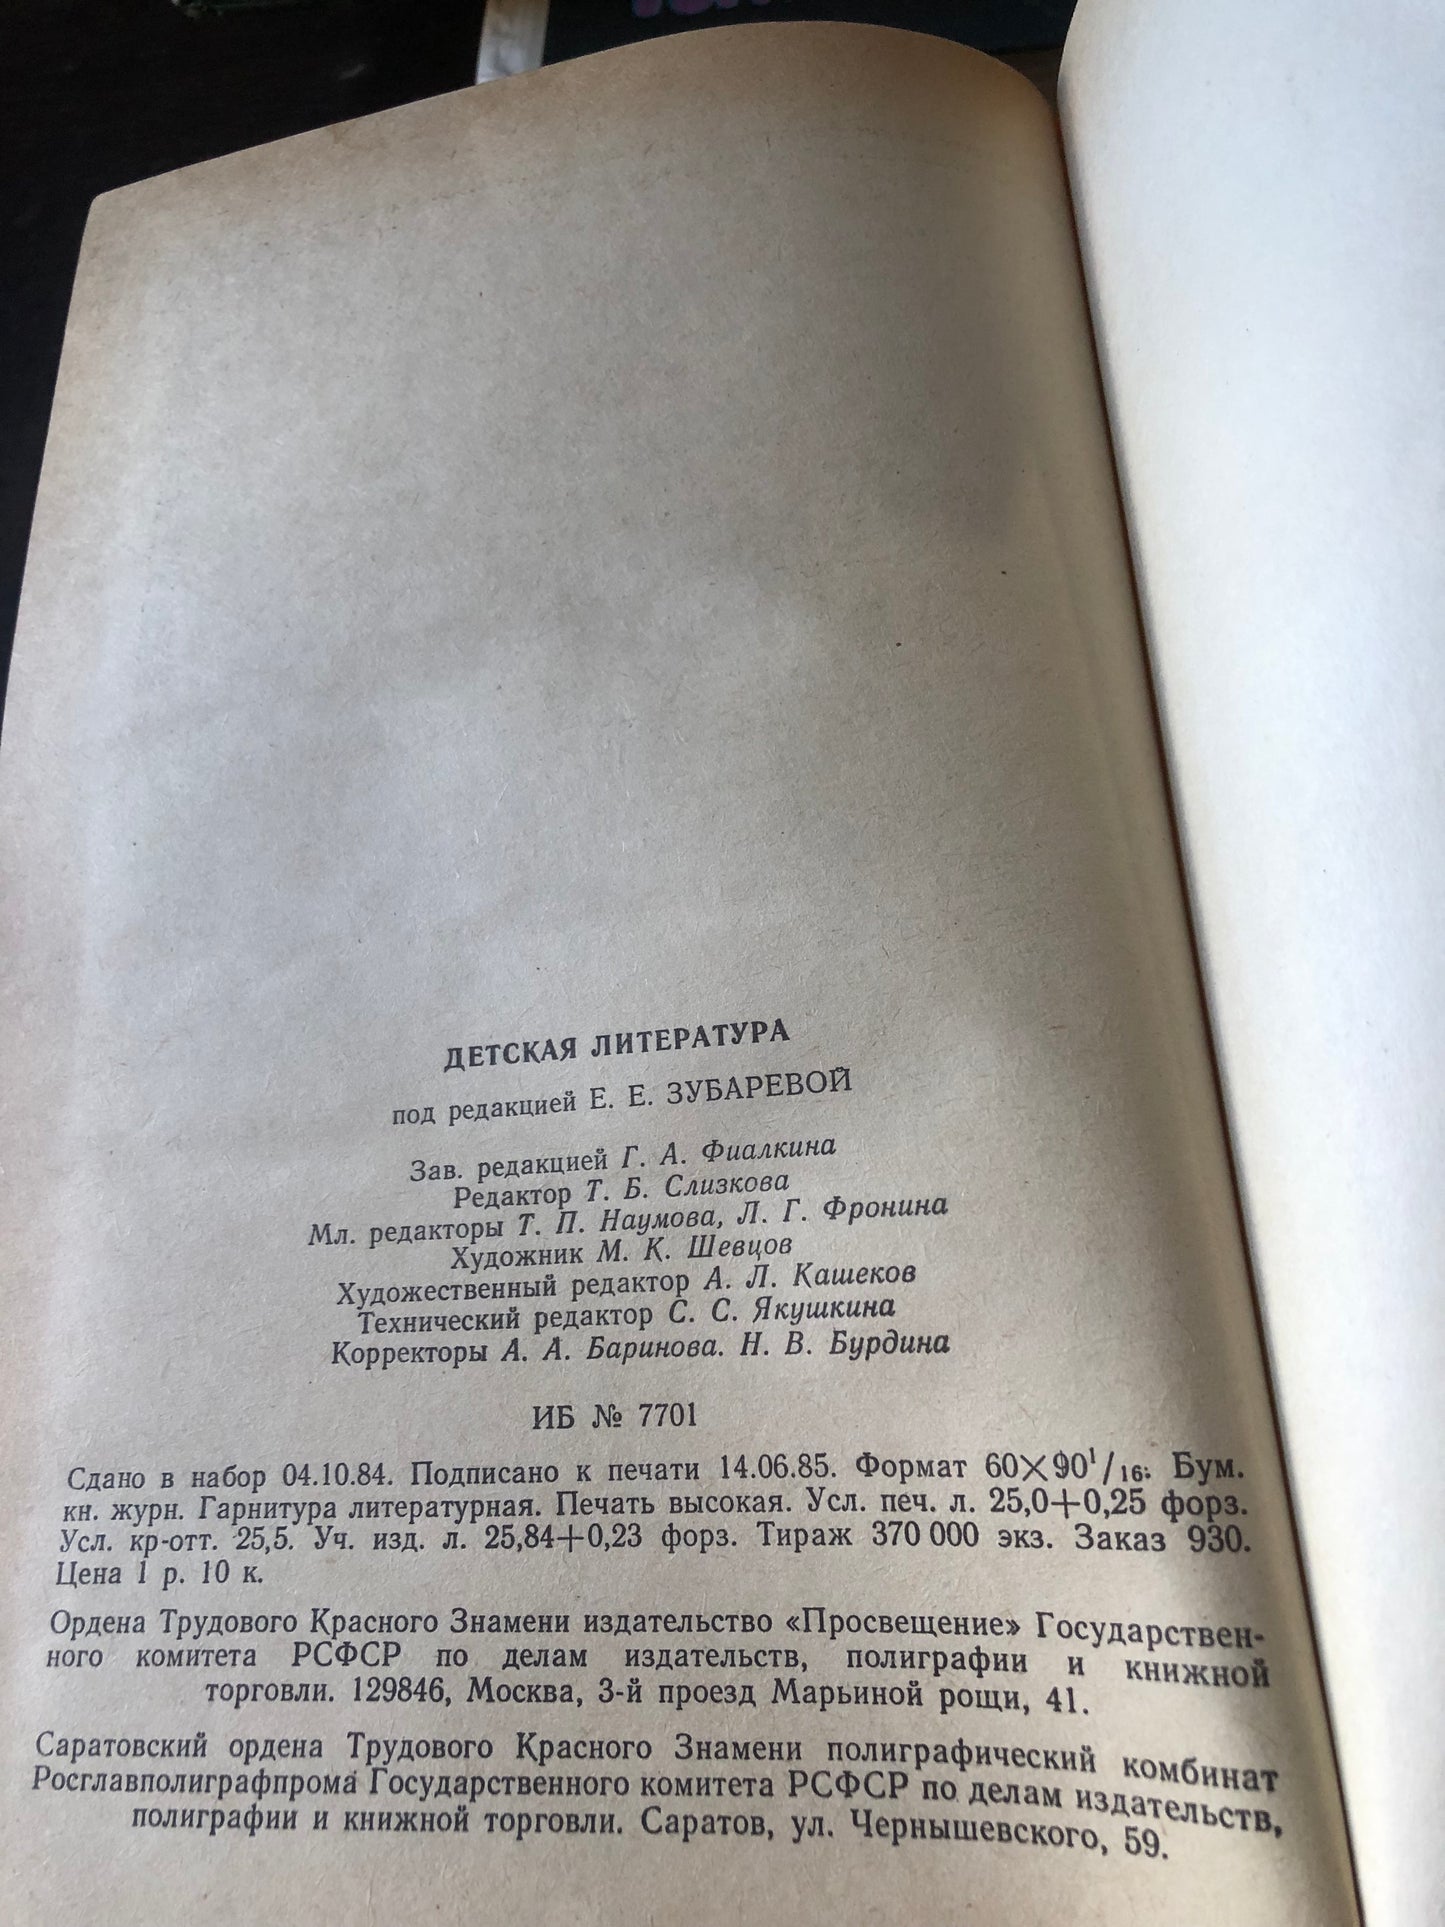 ДЕТСКАЯ ЛИТЕРАТУРА
под редакцией Е. Е. ЗУБАРЕВОЙ
Зав. редакцией Г. А. Фиалкина
Редактор Т. Б. Слизкова
Мл. редакторы Т. П. Наумова, Л. Г. Фронина
Художник М. К. Шевцов
Художественный редактор А. Л. Кашеков
Технический редактор С. С. Якушкина
Корректоры А. А. Баринова. Н. В. Бурдина
ИБ № 7701
Сдано в набор 04.10.84. Подписано к печати 14.06.85. Формат 60×90¹/₁₆. Бум.
кн. журн. Гарнитура литературная. Печать высокая. Усл. печ. л. 25,0+0,25 форз.
Усл. кр-отт. 25,5. Уч. изд. л. 25,84+0,23 форз. Тираж 370 000 экз. Заказ 930.
Цена 1 р. 10 к.
Ордена Трудового Красного Знамени издательство «Просвещение» Государствен-
ного комитета РСФСР по делам издательств, полиграфии и книжной
торговли. 129846, Москва, 3-й проезд Марьиной рощи, 41.
Саратовский ордена Трудового Красного Знамени полиграфический комбинат
Росглавполиграфпрома Государственного комитета РСФСР по делам издательств,
полиграфии и книжной торговли. Саратов, ул. Чернышевского, 59.